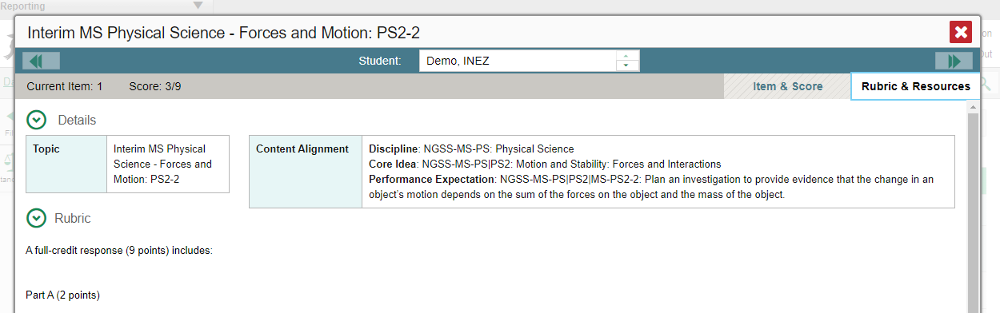 Reporting
Interim MS Physical Science - Forces and Motion: PS2-2
Student:
Demo, INEZ
Current Item: 1
Score: 3/9
Item & Score
Rubric & Resources
Details
Topic
Interim MS Physical
Science - Forces and
Motion: PS2-2
Content Alignment
Discipline: NGSS-MS-PS: Physical Science
Core Idea: NGSS-MS-PS|PS2: Motion and Stability: Forces and Interactions
Performance Expectation: NGSS-MS-PS|PS2|MS-PS2-2: Plan an investigation to provide evidence that the change in an
object's motion depends on the sum of the forces on the object and the mass of the object.
Rubric
A full-credit response (9 points) includes:
Part A (2 points)